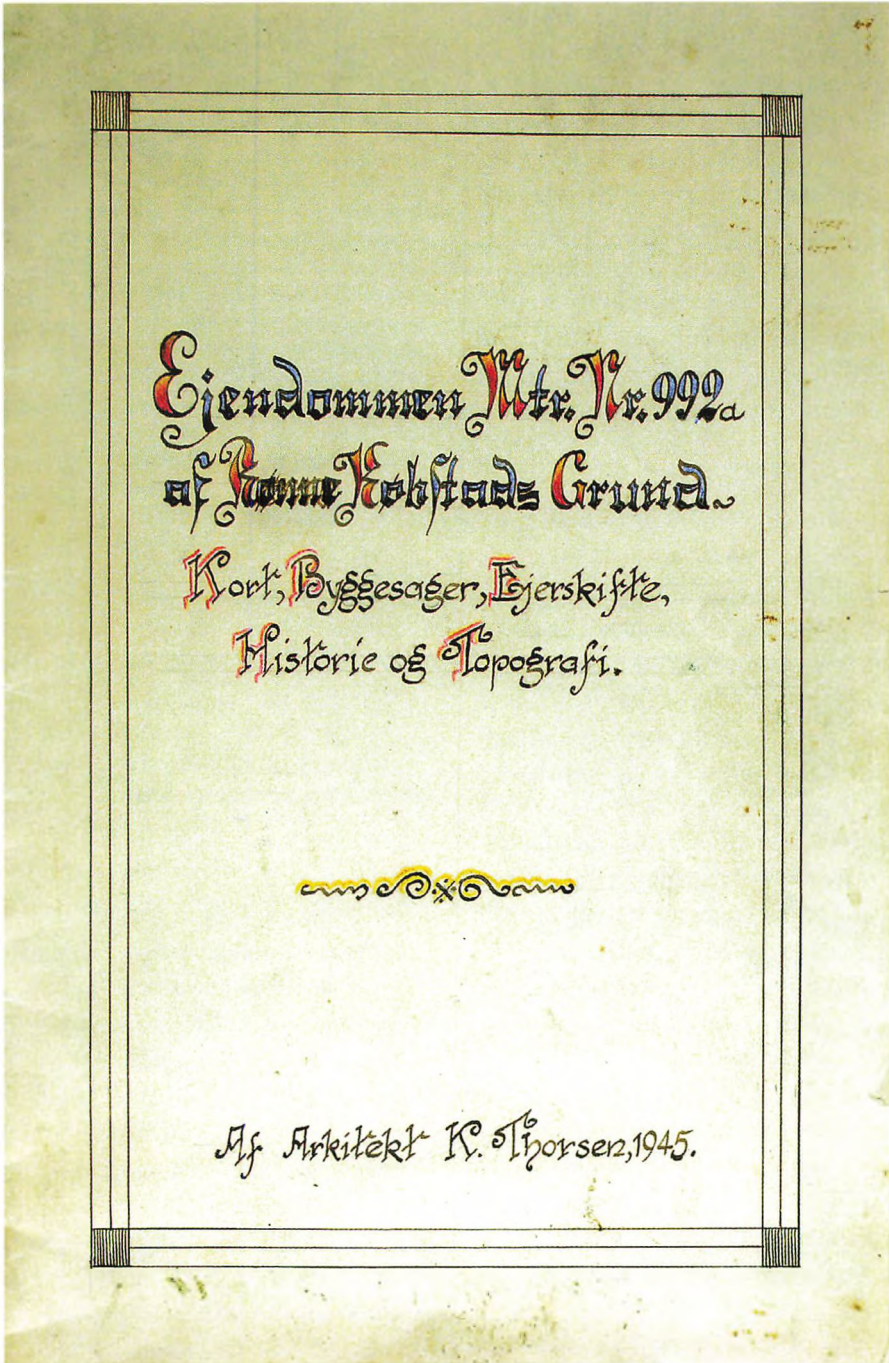 Ejendommen Mtr. Nr. 992a
af Rønne Købstads Grund.
Kort, Byggesager, Ejerskifte,
Historie og Topografi.
Af Arkitekt K. Thorsen, 1945.